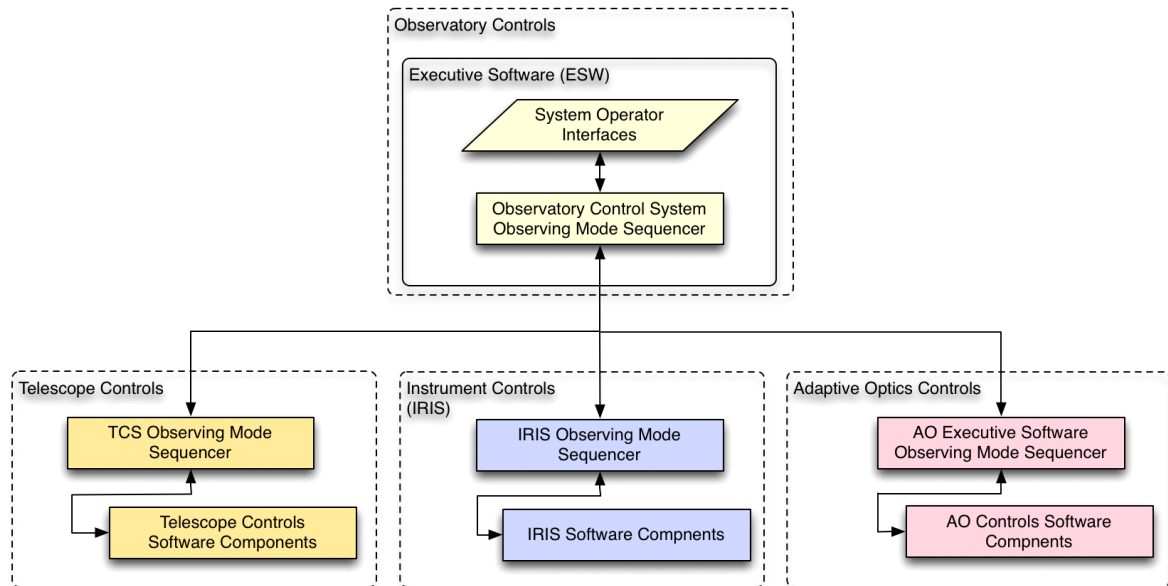 Observatory Controls
Executive Software (ESW)
System Operator
Interfaces
Observatory Control System
Observing Mode Sequencer
Telescope Controls
TCS Observing Mode
Sequencer
Telescope Controls
Software Components
Instrument Controls
(IRIS)
IRIS Observing Mode
Sequencer
IRIS Software Compnents
Adaptive Optics Controls
AO Executive Software
Observing Mode Sequencer
AO Controls Software
Compnents